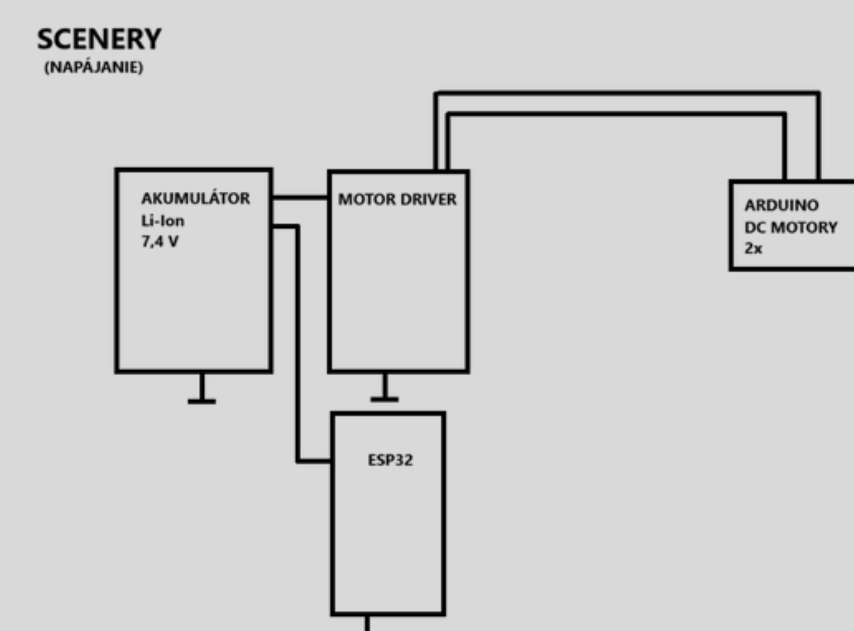 SCENERY
(NAPÁJANIE)
AKUMULÁTOR
Li-Ion
7,4 V
MOTOR DRIVER
ARDUINO
DC MOTORY
2x
ESP32